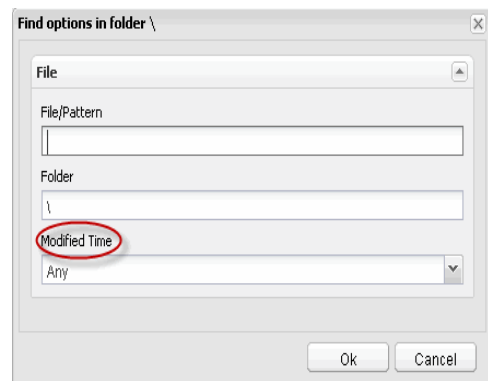 Find options in folder \
File
File/Pattern
Folder
\
Modified Time
Any
Ok Cancel